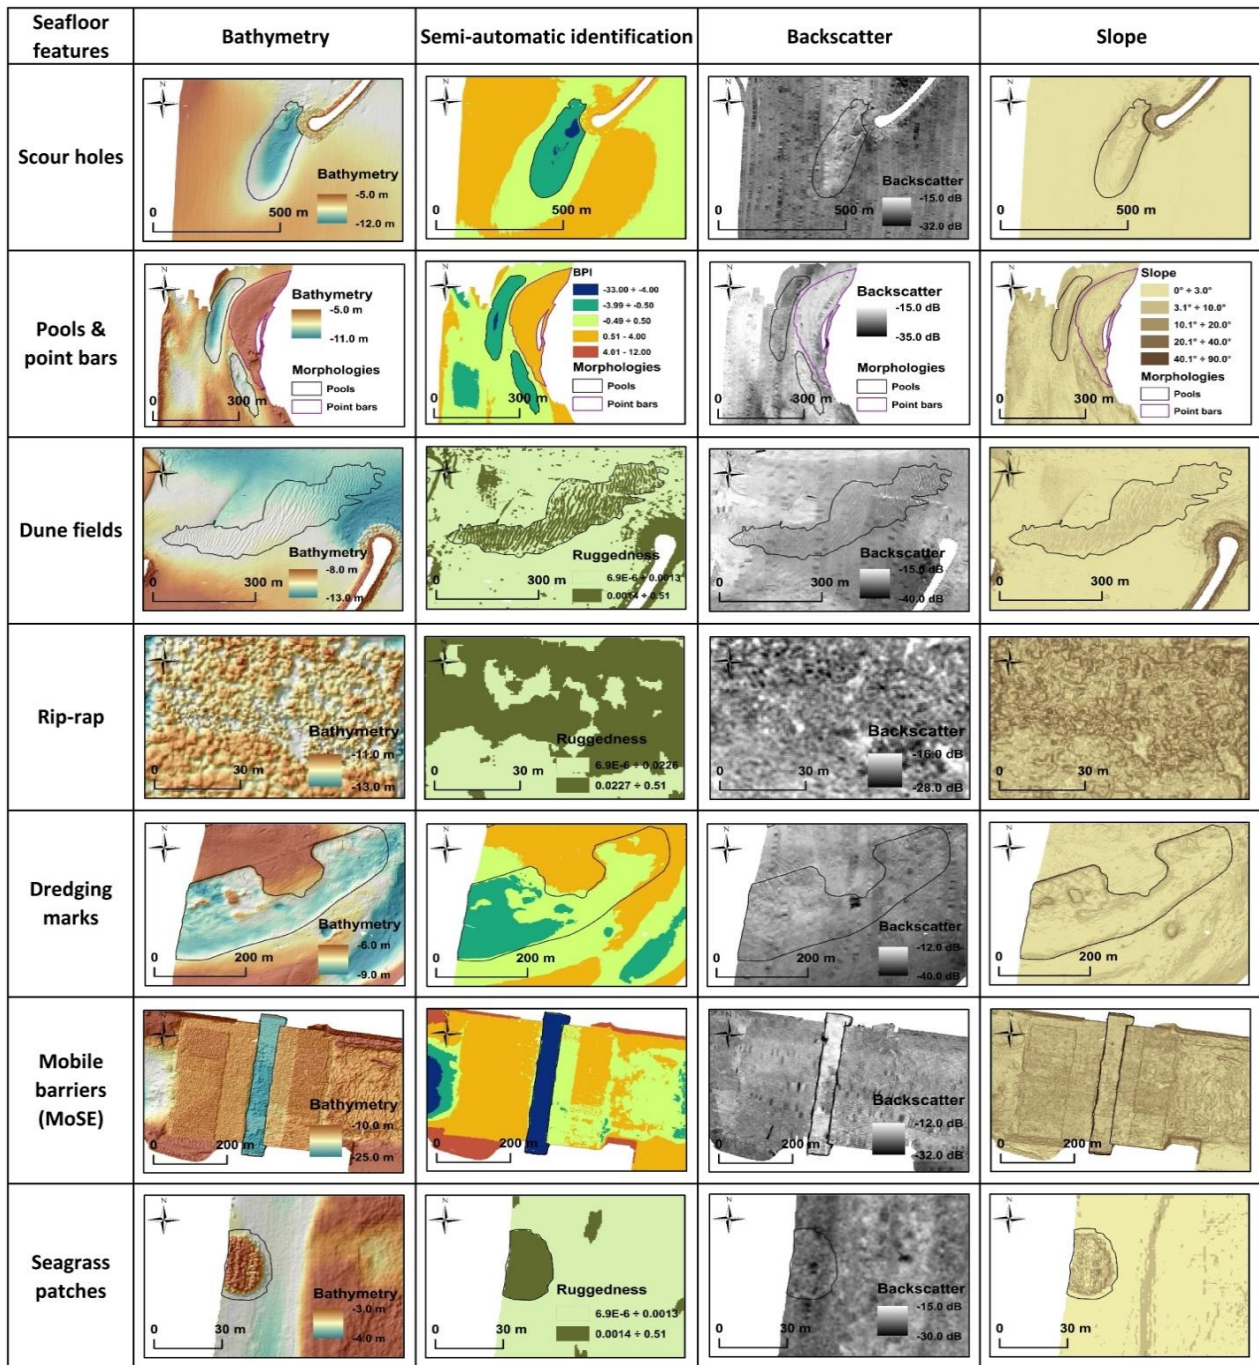 Seafloor
features
Bathymetry
Semi-automatic identification
Backscatter
Slope
Scour holes
N
Bathymetry
-5.0 m
-12.0 m
0
500 m
N
0
500 m
N
Backscatter
-15.0 dB
-32.0 dB
0
500 m
N
0
500 m
Pools &
point bars
N
Bathymetry
-5.0 m
-11.0 m
Morphologies
Pools
Point bars
0
300 m
N
BPI
-33.00 ÷ -4.00
-3.99 ÷ -0.50
-0.49 ÷ 0.50
0.51 - 4.00
4.01 - 12.00
Morphologies
Pools
Point bars
0
300 m
N
Backscatter
-15.0 dB
-35.0 dB
Morphologies
Pools
Point bars
0
300 m
N
Slope
0° ÷ 3.0°
3.1° ÷ 10.0°
10.1° ÷ 20.0°
20.1° ÷ 40.0°
40.1° ÷ 90.0°
Morphologies
Pools
Point bars
0
300 m
Dune fields
N
Bathymetry
-8.0 m
-13.0 m
0
300 m
N
Ruggedness
6.9E-6 ÷ 0.0013
0.0014 ÷ 0.51
0
300 m
N
Backscatter
-15.0 dB
-40.0 dB
0
300 m
N
0
300 m
Rip-rap
N
Bathymetry
-11.0 m
-13.0 m
0
30 m
N
Ruggedness
6.9E-6 ÷ 0.0226
0.0227 ÷ 0.51
0
30 m
N
Backscatter
-16.0 dB
-28.0 dB
0
30 m
N
0
30 m
Dredging
marks
N
Bathymetry
-6.0 m
-9.0 m
0
200 m
N
0
200 m
N
Backscatter
-12.0 dB
-40.0 dB
0
200 m
N
0
200 m
Mobile
barriers
(MoSE)
N
Bathymetry
-10.0 m
-25.0 m
0
200 m
N
0
200 m
N
Backscatter
-12.0 dB
-32.0 dB
0
200 m
N
0
200 m
Seagrass
patches
N
Bathymetry
-3.0 m
-4.0 m
0
30 m
N
Ruggedness
6.9E-6 ÷ 0.0013
0.0014 ÷ 0.51
0
30 m
N
Backscatter
-15.0 dB
-30.0 dB
0
30 m
N
0
30 m